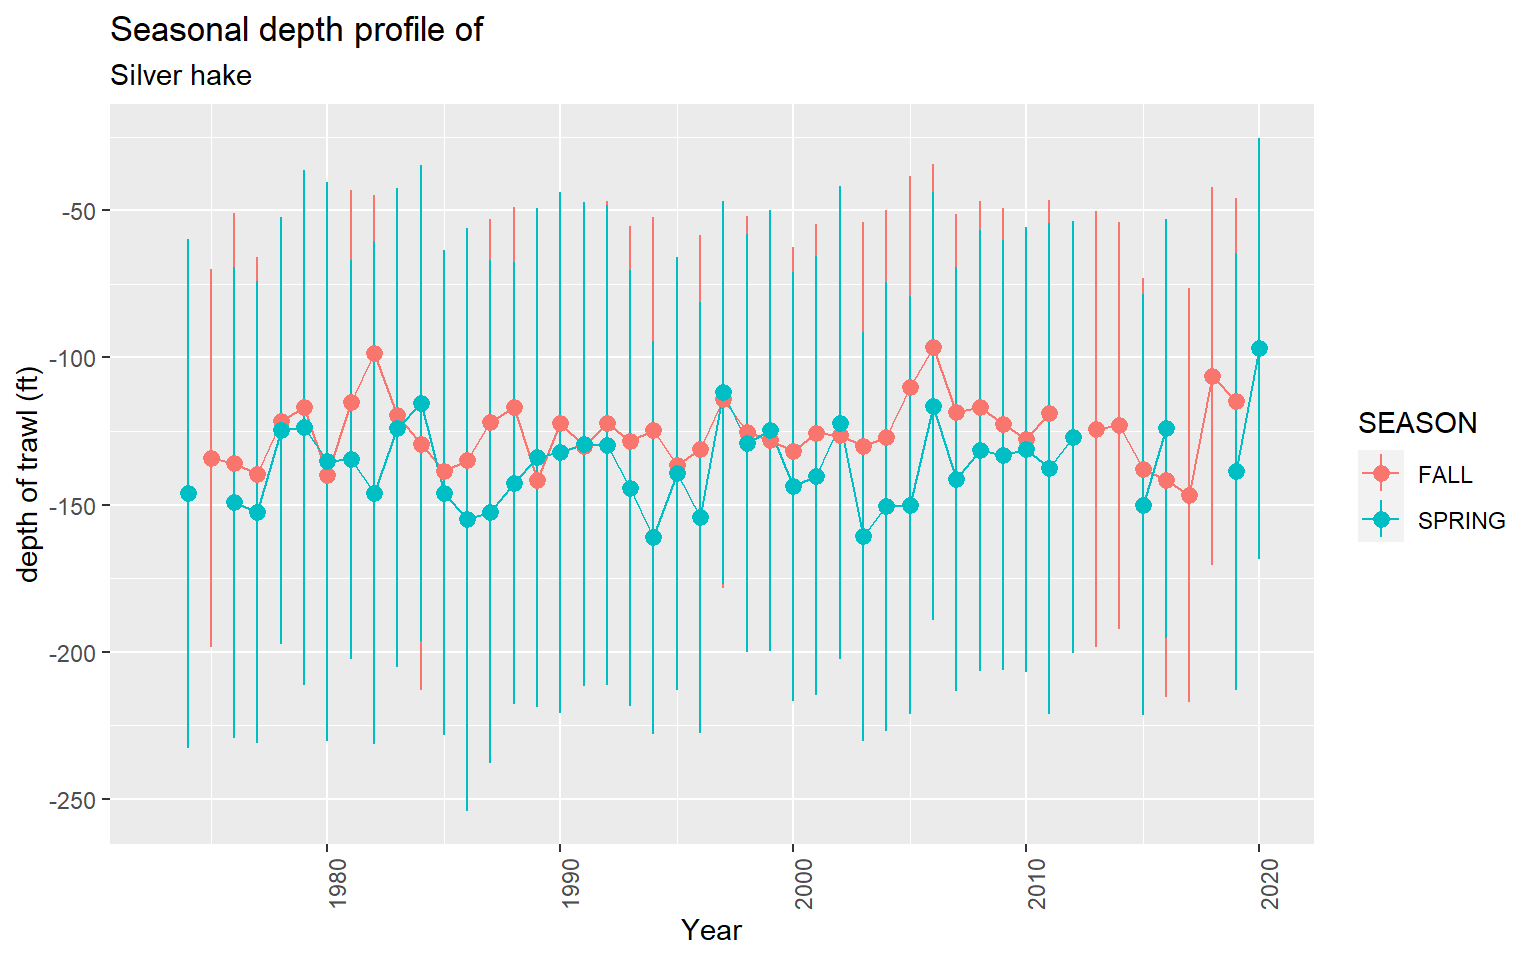 Seasonal depth profile of
Silver hake
depth of trawl (ft)
-50
-100
-150
-200
-250
1980
1990
2000
2010
2020
Year
SEASON
FALL
SPRING